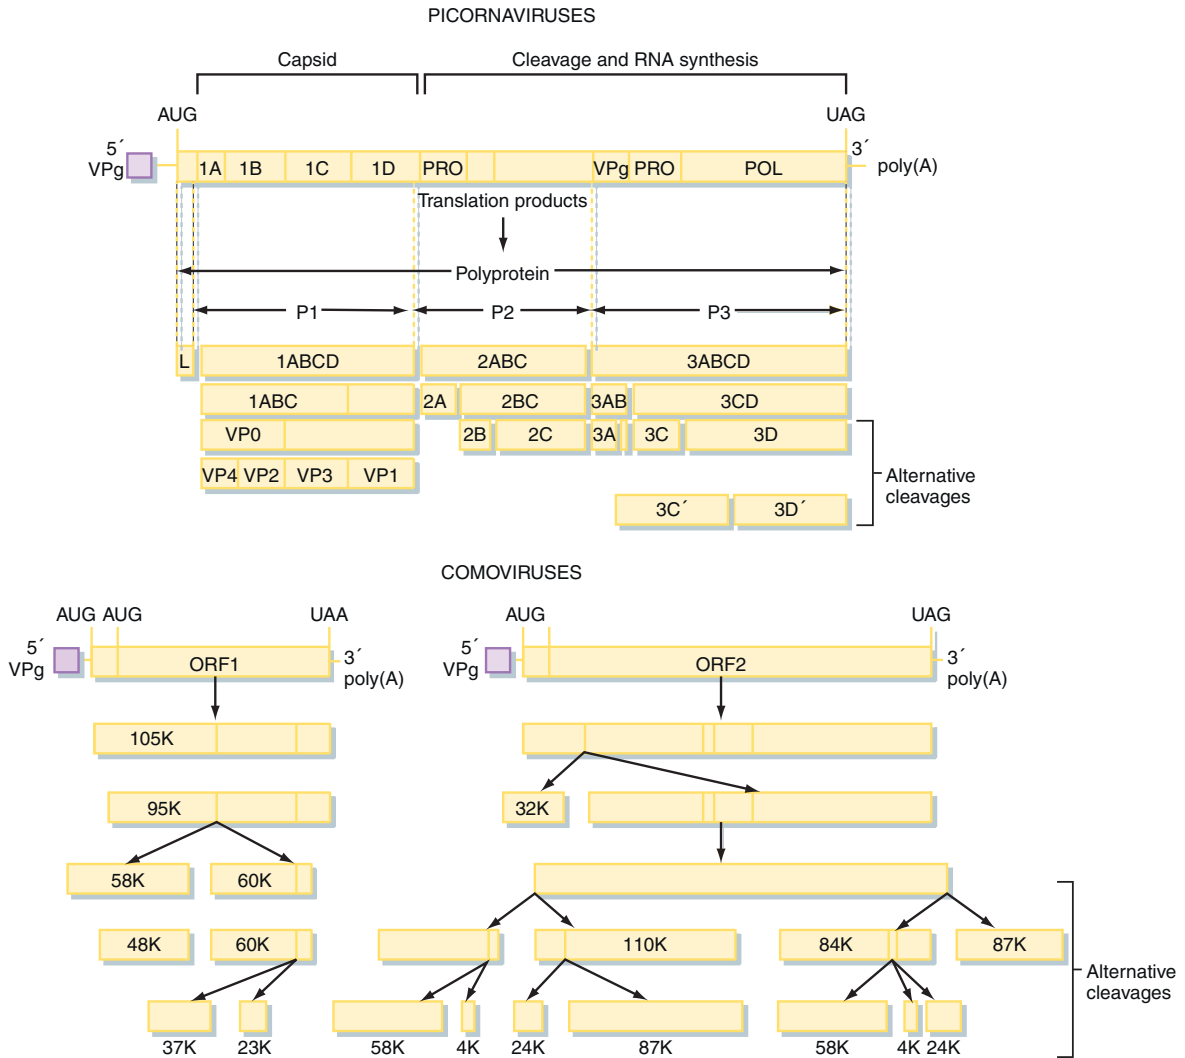 PICORNAVIRUSES
Capsid Cleavage and RNA synthesis
AUG UAG
5´ 3´
VPg 1A 1B 1C 1D PRO VPg PRO POL poly(A)
Translation products
Polyprotein
P1 P2 P3
L 1ABCD 2ABC 3ABCD
1ABC 2A 2BC 3AB 3CD
VP0 2B 2C 3A 3C 3D
VP4 VP2 VP3 VP1
Alternative
cleavages
3C´ 3D´
COMOVIRUSES
AUG AUG UAA AUG UAG
5´ 3´ 5´ 3´
VPg ORF1 poly(A) VPg ORF2 poly(A)
105K
95K 32K
58K 60K
48K 60K 110K 84K 87K
Alternative
cleavages
37K 23K 58K 4K 24K 87K 58K 4K 24K